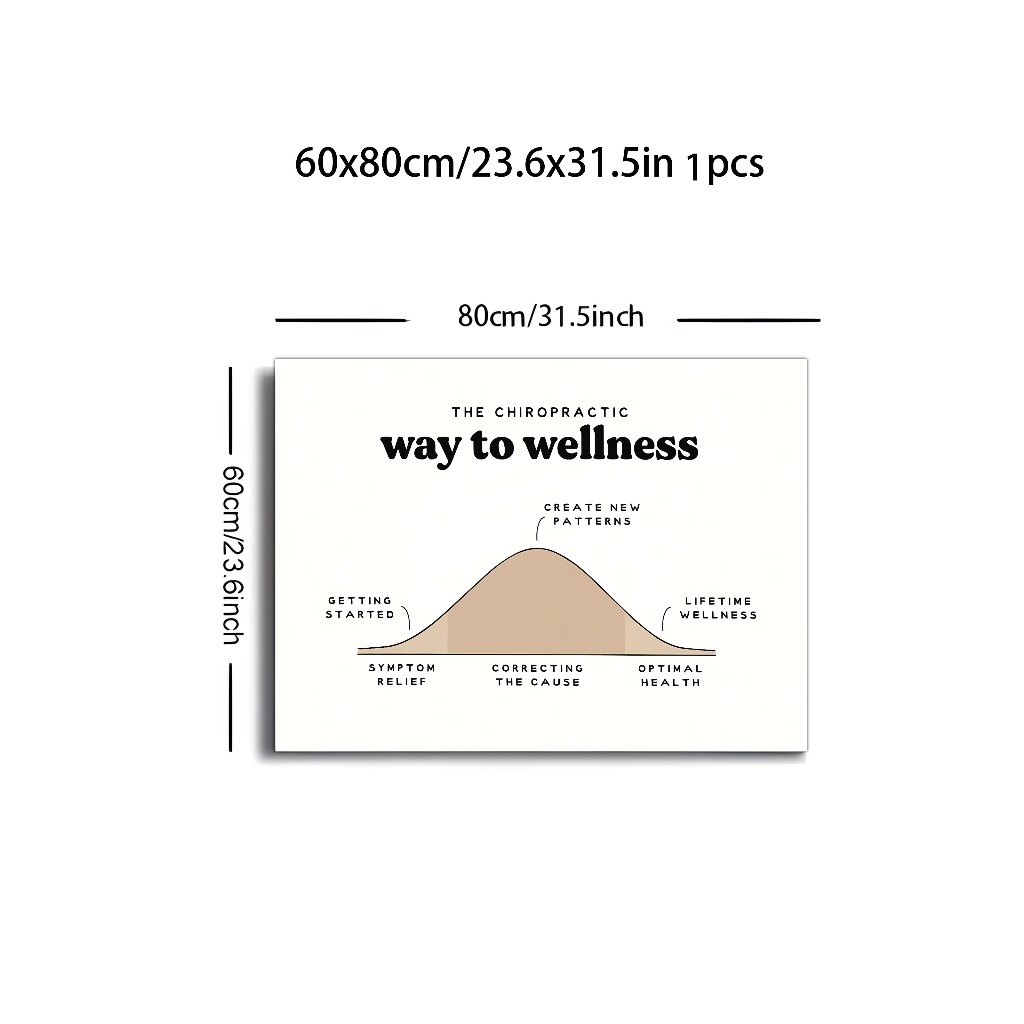 60x80cm/23.6x31.5in 1pcs
80cm/31.5inch
60cm/23.6inch
THE CHIROPRACTIC
way to wellness
CREATE NEW
PATTERNS
GETTING
STARTED
LIFETIME
WELLNESS
SYMPTOM
RELIEF
CORRECTING
THE CAUSE
OPTIMAL
HEALTH